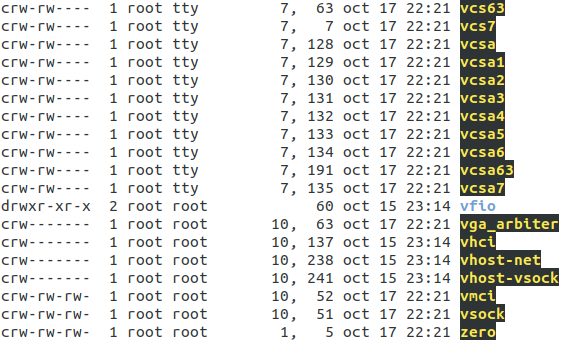 crw-rw---- 1 root tty 7, 63 oct 17 22:21 vcs63
crw-rw---- 1 root tty 7, 7 oct 17 22:21 vcs7
crw-rw---- 1 root tty 7, 128 oct 17 22:21 vcsa
crw-rw---- 1 root tty 7, 129 oct 17 22:21 vcsa1
crw-rw---- 1 root tty 7, 130 oct 17 22:21 vcsa2
crw-rw---- 1 root tty 7, 131 oct 17 22:21 vcsa3
crw-rw---- 1 root tty 7, 132 oct 17 22:21 vcsa4
crw-rw---- 1 root tty 7, 133 oct 17 22:21 vcsa5
crw-rw---- 1 root tty 7, 134 oct 17 22:21 vcsa6
crw-rw---- 1 root tty 7, 191 oct 17 22:21 vcsa63
crw-rw---- 1 root tty 7, 135 oct 17 22:21 vcsa7
drwxr-xr-x 2 root root 60 oct 15 23:14 vfio
crw------- 1 root root 10, 63 oct 17 22:21 vga_arbiter
crw------- 1 root root 10, 137 oct 15 23:14 vhci
crw------- 1 root root 10, 238 oct 15 23:14 vhost-net
crw------- 1 root root 10, 241 oct 15 23:14 vhost-vsock
crw-rw-rw- 1 root root 10, 52 oct 17 22:21 vmci
crw-rw-rw- 1 root root 10, 51 oct 17 22:21 vsock
crw-rw-rw- 1 root root 1, 5 oct 17 22:21 zero